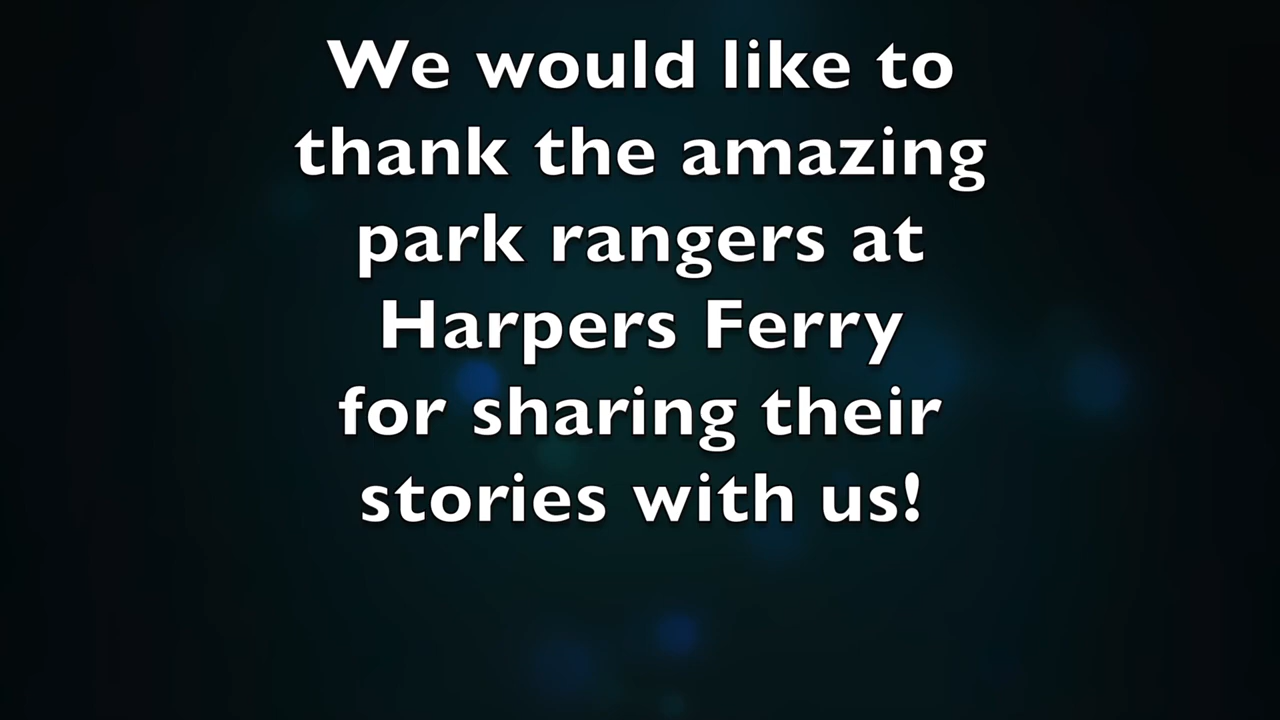 We would like to
thank the amazing
park rangers at
Harpers Ferry
for sharing their
stories with us!